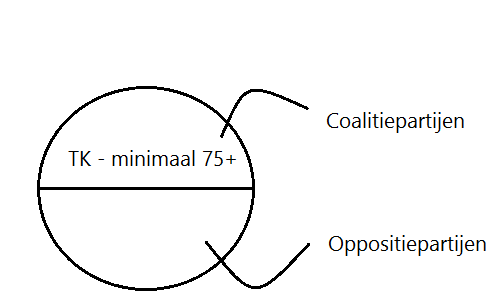 Coalitiepartijen
TK - minimaal 75+
Oppositiepartijen